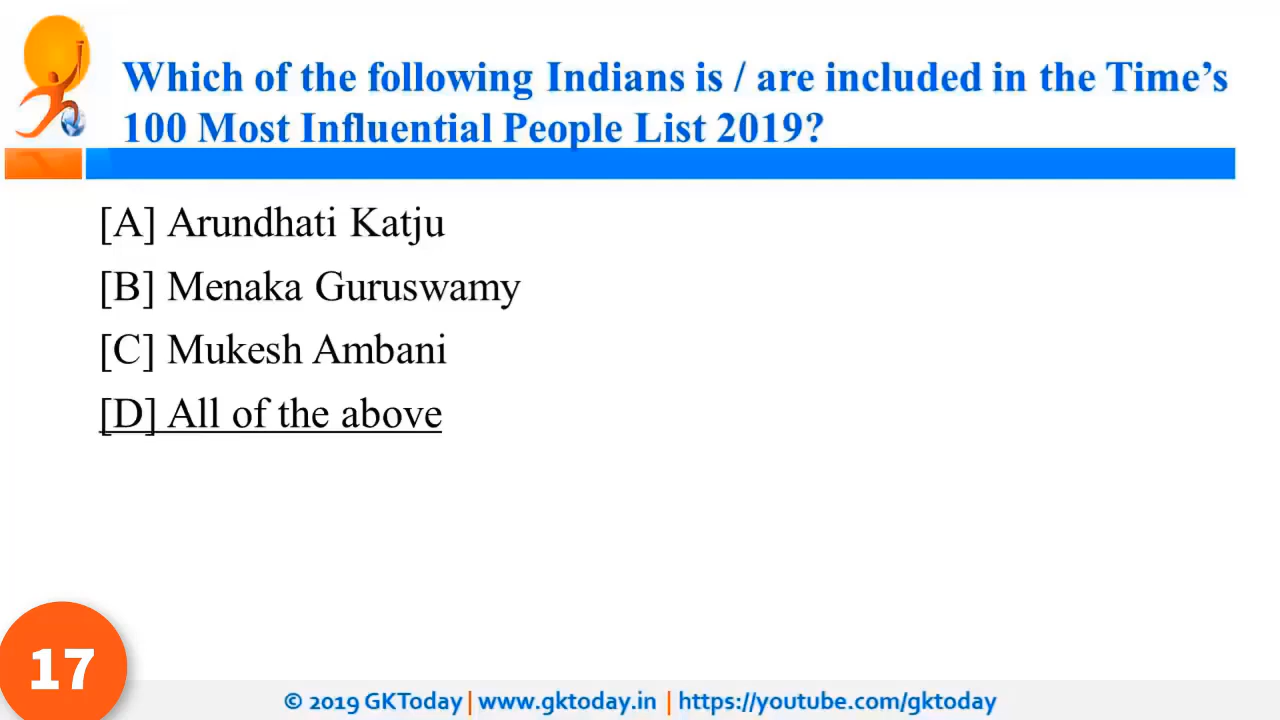 Which of the following Indians is / are included in the Time’s
100 Most Influential People List 2019?
[A] Arundhati Katju
[B] Menaka Guruswamy
[C] Mukesh Ambani
[D] All of the above
17
© 2019 GKToday | www.gktoday.in | https://youtube.com/gktoday